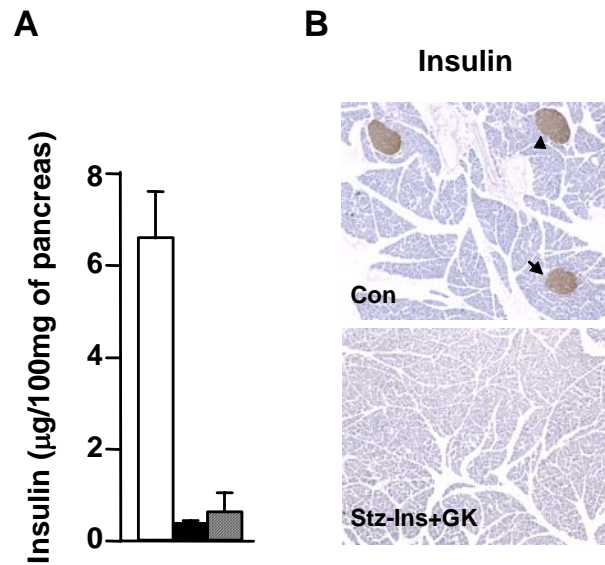 A
Insulin (µg/100mg of pancreas)
8
6
4
2
0
B
Insulin
Con
Stz-Ins+GK